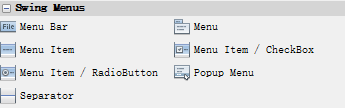 Swing Menus
File Menu Bar Menu
Menu Item Menu Item / CheckBox
Menu Item / RadioButton Popup Menu
Separator